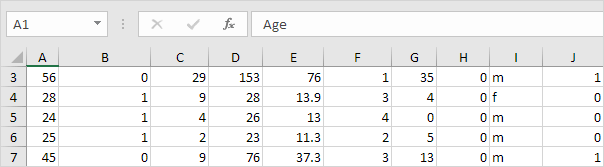 A1 fx Age
A B C D E F G H I J
3 56 0 29 153 76 1 35 0 m 1
4 28 1 9 28 13.9 3 4 0 f 0
5 24 1 4 26 13 4 0 0 m 0
6 25 1 2 23 11.3 2 5 0 m 0
7 45 0 9 76 37.3 3 13 0 m 1